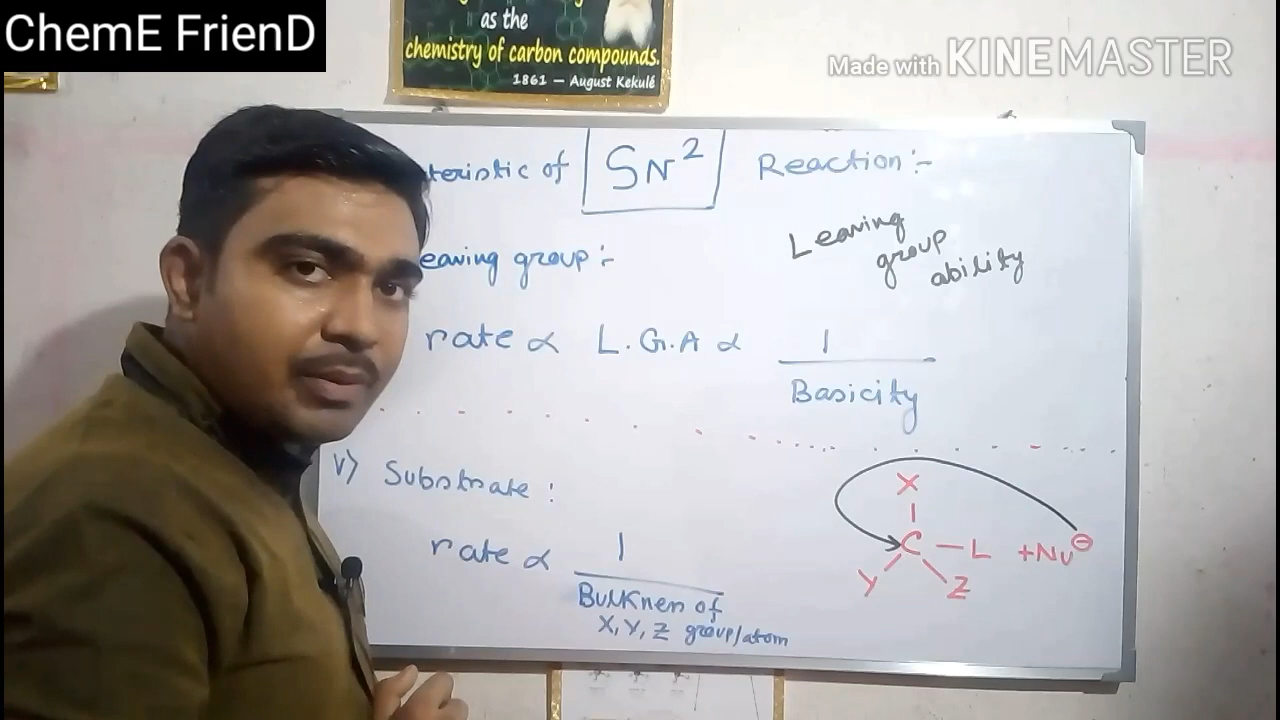 ChemE FrienD
as the
chemistry of carbon compounds.
1861 — August Kekulé
Made with KINEMASTER
teristic of SN² Reaction :-
eaving group :-
Leaving
group
ability
rate ∝ L.G.A ∝ 1
Basicity
v) Substrate :
rate ∝ 1
Bulkness of
X, Y, Z group/atom
X
C — L + Nu⊖
Y Z